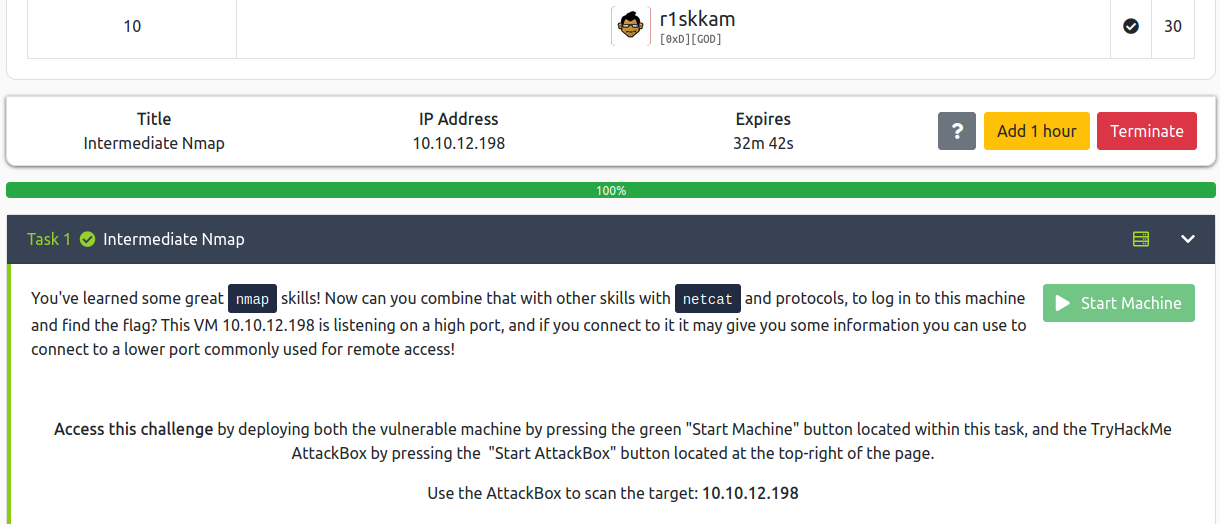 10 r1skkam 30
[0xD][GOD]
Title IP Address Expires
Intermediate Nmap 10.10.12.198 32m 42s ? Add 1 hour Terminate
100%
Task 1 Intermediate Nmap
You've learned some great nmap skills! Now can you combine that with other skills with netcat and protocols, to log in to this machine
and find the flag? This VM 10.10.12.198 is listening on a high port, and if you connect to it it may give you some information you can use to
connect to a lower port commonly used for remote access!
Start Machine
Access this challenge by deploying both the vulnerable machine by pressing the green "Start Machine" button located within this task, and the TryHackMe
AttackBox by pressing the "Start AttackBox" button located at the top-right of the page.
Use the AttackBox to scan the target: 10.10.12.198